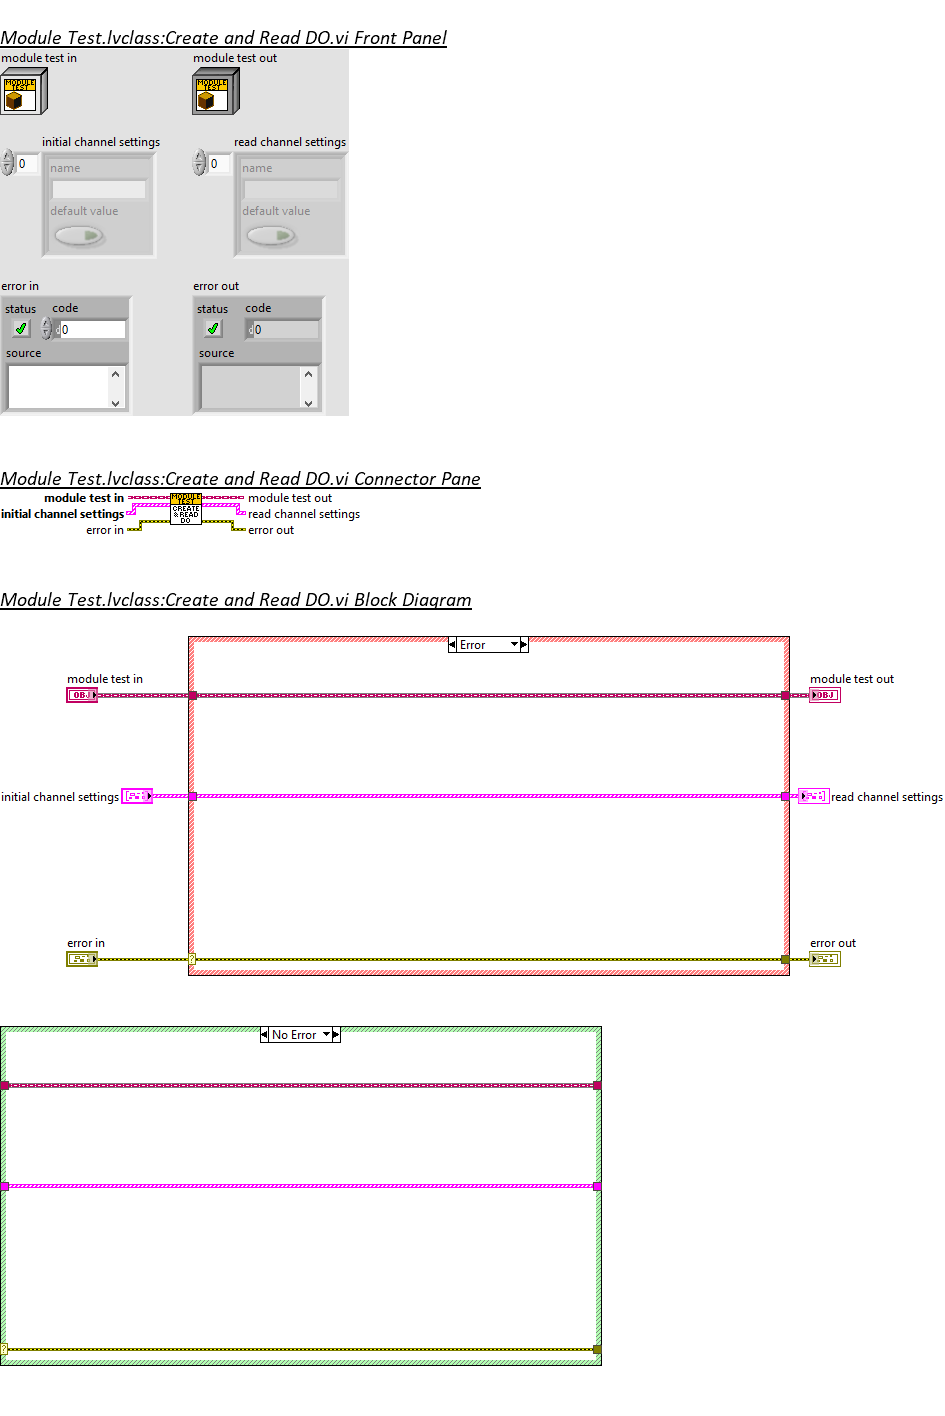 Module Test.lvclass:Create and Read DO.vi Front Panel
module test in
module test out
MODULE
TEST
MODULE
TEST
initial channel settings
read channel settings
0
name
default value
0
name
default value
error in
error out
status
code
0
source
status
code
0
source
Module Test.lvclass:Create and Read DO.vi Connector Pane
module test in
initial channel settings
error in
MODULE
TEST
CREATE
& READ
DO
module test out
read channel settings
error out
Module Test.lvclass:Create and Read DO.vi Block Diagram
Error
module test in
OBJ
module test out
OBJ
initial channel settings
read channel settings
error in
?
error out
No Error
?